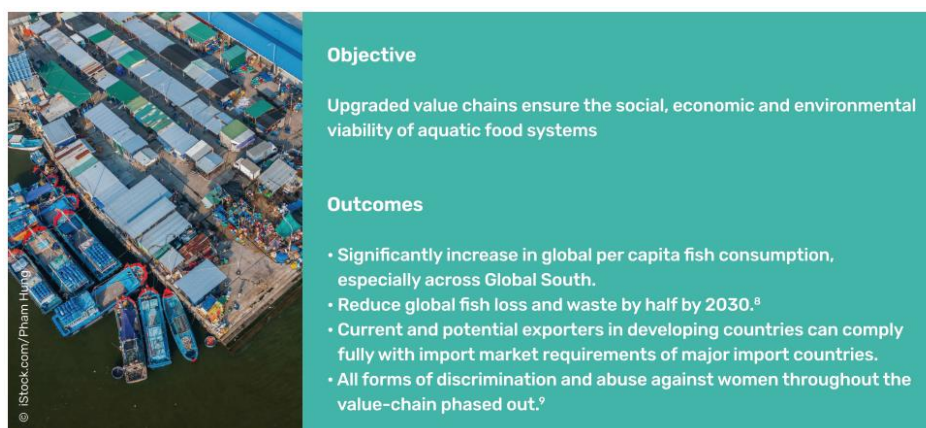 © iStock.com/Pham Hung
Objective
Upgraded value chains ensure the social, economic and environmental
viability of aquatic food systems
Outcomes
• Significantly increase in global per capita fish consumption,
especially across Global South.
• Reduce global fish loss and waste by half by 2030.⁸
• Current and potential exporters in developing countries can comply
fully with import market requirements of major import countries.
• All forms of discrimination and abuse against women throughout the
value-chain phased out.⁹